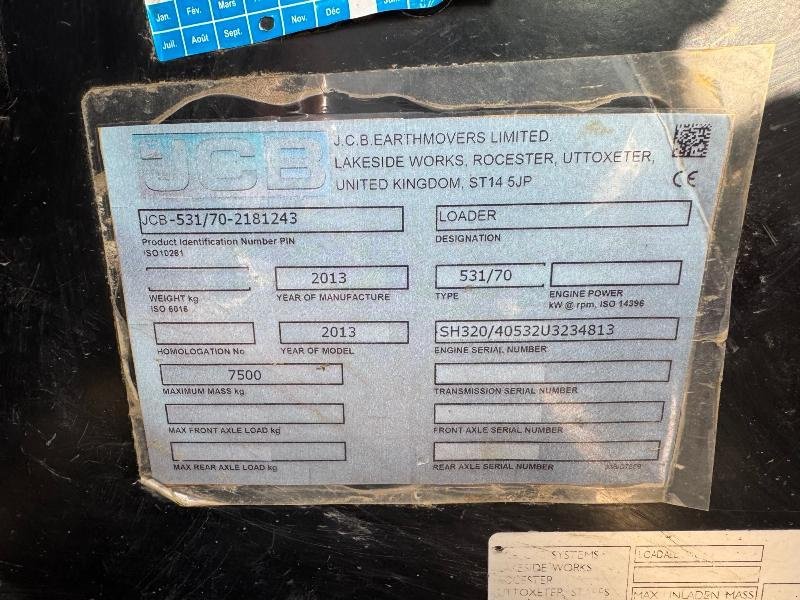 Jan. Fév. Mars
Juil. Août Sept. Nov. Déc
JCB
J.C.B.EARTHMOVERS LIMITED.
LAKESIDE WORKS, ROCESTER, UTTOXETER,
UNITED KINGDOM, ST14 5JP
CE
JCB-531/70-2181243
LOADER
Product Identification Number PIN
ISO10261
DESIGNATION
2013
531/70
WEIGHT kg
ISO 6016
YEAR OF MANUFACTURE
TYPE
ENGINE POWER
kW @ rpm, ISO 14396
2013
SH320/40532U3234813
HOMOLOGATION No
YEAR OF MODEL
ENGINE SERIAL NUMBER
7500
MAXIMUM MASS kg
TRANSMISSION SERIAL NUMBER
MAX FRONT AXLE LOAD kg
FRONT AXLE SERIAL NUMBER
MAX REAR AXLE LOAD kg
REAR AXLE SERIAL NUMBER
SYSTEMS
LAKESIDE WORKS
ROCESTER
UTTOXETER, STAFFS
MAX UNLADEN MASS